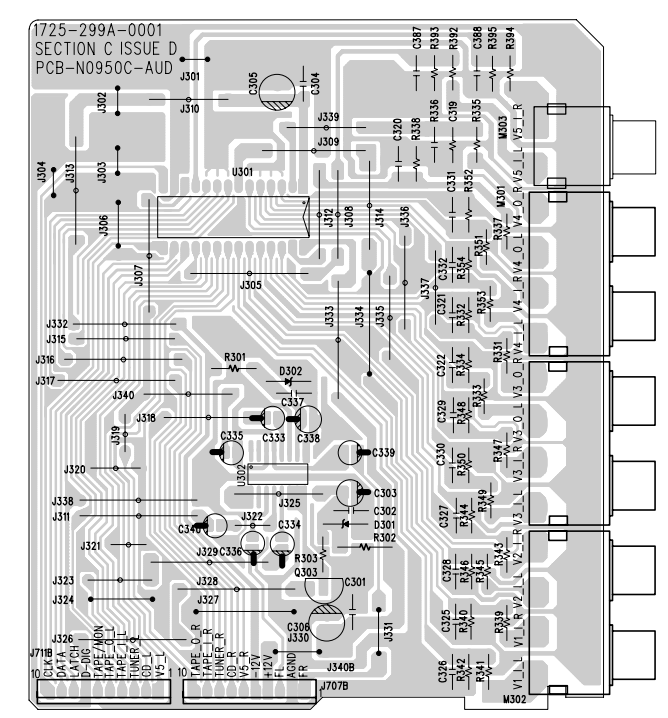 1725-299A-0001
SECTION C ISSUE D
PCB-N0950C-AUD
J301
J302
J310
C305
C304
C387
R393
R392
C388
R395
R394
J339
J309
C320
R338
R336
C319
R335
M303
V5_I_R
V5_I_L
J304
J313
J303
U301
J306
J307
J305
J312
J308
J314
J336
C331
R352
M301
V4_O_R
R337
R351
V4_O_L
C332
R354
J337
V4_I_R
C321
R332
R353
V4_I_L
J333
J334
J335
J332
J315
J316
J317
J340
J318
J319
R301
D302
C337
C333
C338
C322
R334
R331
V3_O_R
R333
C329
R348
V3_O_L
C335
U302
C339
C303
C330
R350
R347
V3_I_R
R349
V3_I_L
C327
R344
J320
J338
J311
J325
C302
D301
R302
C340
J322
C334
C336
J321
J329
R303
Q303
C301
R343
V2_I_R
C328
R346
R345
V2_I_L
J323
J324
J328
J327
C306
J330
J331
C325
R340
R339
V1_I_R
C326
R342
R341
V1_I_L
M302
J326
J711B
10
CLK
DATA
LATCH
D-DIG
TAPE/MON
TAPE_O_L
TAPE_I_L
TUNER_L
CD_L
V5_L
1
10
TAPE_O_R
TAPE_I_R
TUNER_R
CD_R
V5_R
-12V
+12V
FL
AGND
FR
J340B
J707B